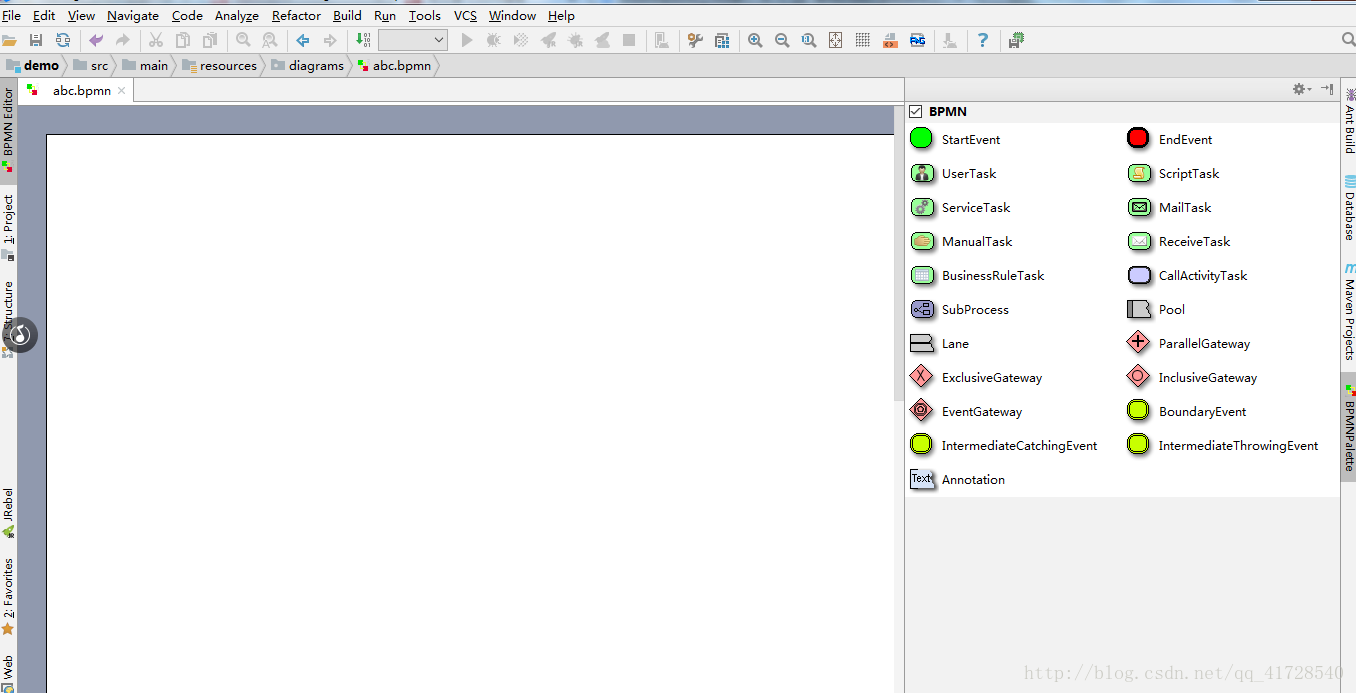 File Edit View Navigate Code Analyze Refactor Build Run Tools VCS Window Help
demo src main resources diagrams abc.bpmn
abc.bpmn
BPMN Editor
1: Project
7: Structure
JRebel
2: Favorites
Web
BPMN
StartEvent EndEvent
UserTask ScriptTask
ServiceTask MailTask
ManualTask ReceiveTask
BusinessRuleTask CallActivityTask
SubProcess Pool
Lane ParallelGateway
ExclusiveGateway InclusiveGateway
EventGateway BoundaryEvent
IntermediateCatchingEvent IntermediateThrowingEvent
Text Annotation
Ant Build
Database
Maven Projects
BPMNPalette
http://blog.csdn.net/qq_41728540